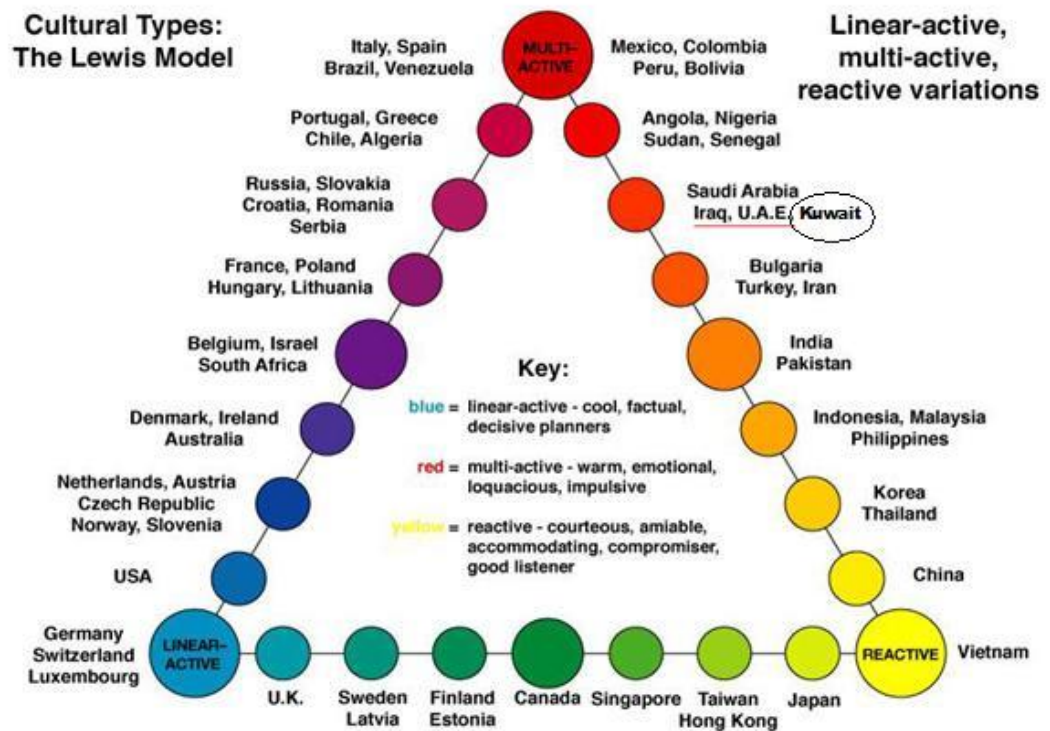 Cultural Types:
The Lewis Model
Linear-active,
multi-active,
reactive variations
MULTI-
ACTIVE
Italy, Spain
Brazil, Venezuela
Mexico, Colombia
Peru, Bolivia
Portugal, Greece
Chile, Algeria
Angola, Nigeria
Sudan, Senegal
Russia, Slovakia
Croatia, Romania
Serbia
Saudi Arabia
Iraq, U.A.E. Kuwait
France, Poland
Hungary, Lithuania
Bulgaria
Turkey, Iran
Belgium, Israel
South Africa
India
Pakistan
Key:
blue = linear-active - cool, factual,
decisive planners
red = multi-active - warm, emotional,
loquacious, impulsive
yellow = reactive - courteous, amiable,
accommodating, compromiser,
good listener
Denmark, Ireland
Australia
Indonesia, Malaysia
Philippines
Netherlands, Austria
Czech Republic
Norway, Slovenia
Korea
Thailand
USA
China
Germany
Switzerland
Luxembourg
LINEAR-
ACTIVE
REACTIVE
Vietnam
U.K.
Sweden
Latvia
Finland
Estonia
Canada
Singapore
Taiwan
Hong Kong
Japan